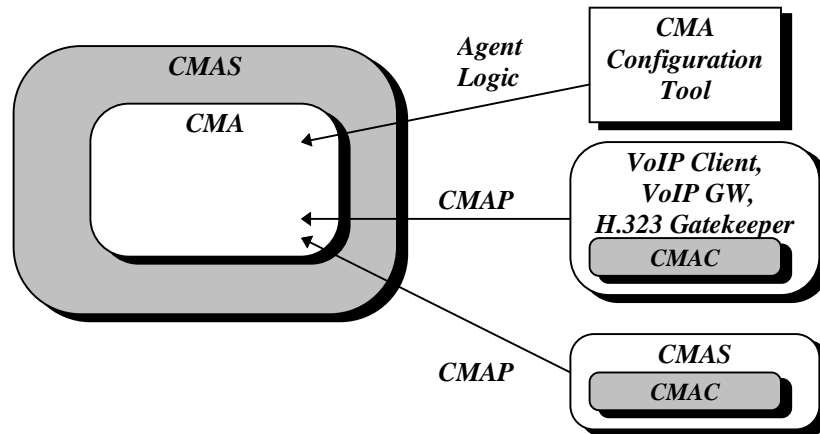 CMAS
CMA
Agent
Logic
CMA
Configuration
Tool
CMAP
VoIP Client,
VoIP GW,
H.323 Gatekeeper
CMAC
CMAP
CMAS
CMAC